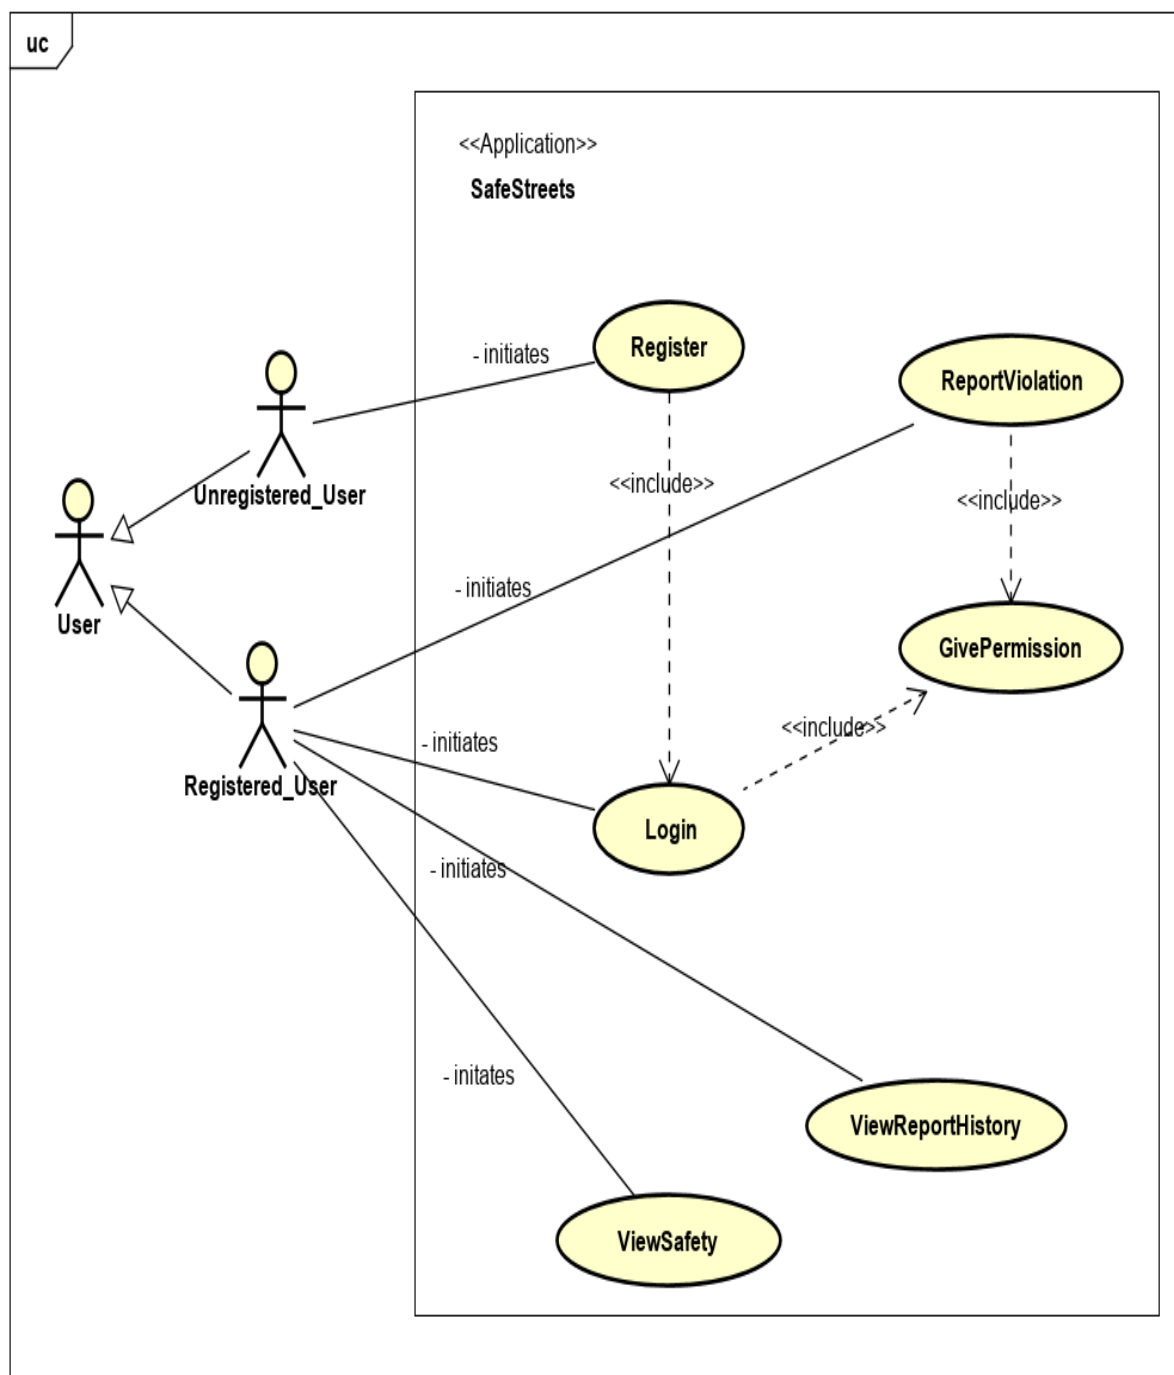 uc
<<Application>>
SafeStreets
Register
- initiates
ReportViolation
<<include>>
Unregistered_User
<<include>>
- initiates
User
GivePermission
<<include>>
- initiates
Registered_User
Login
- initiates
- initates
ViewReportHistory
ViewSafety